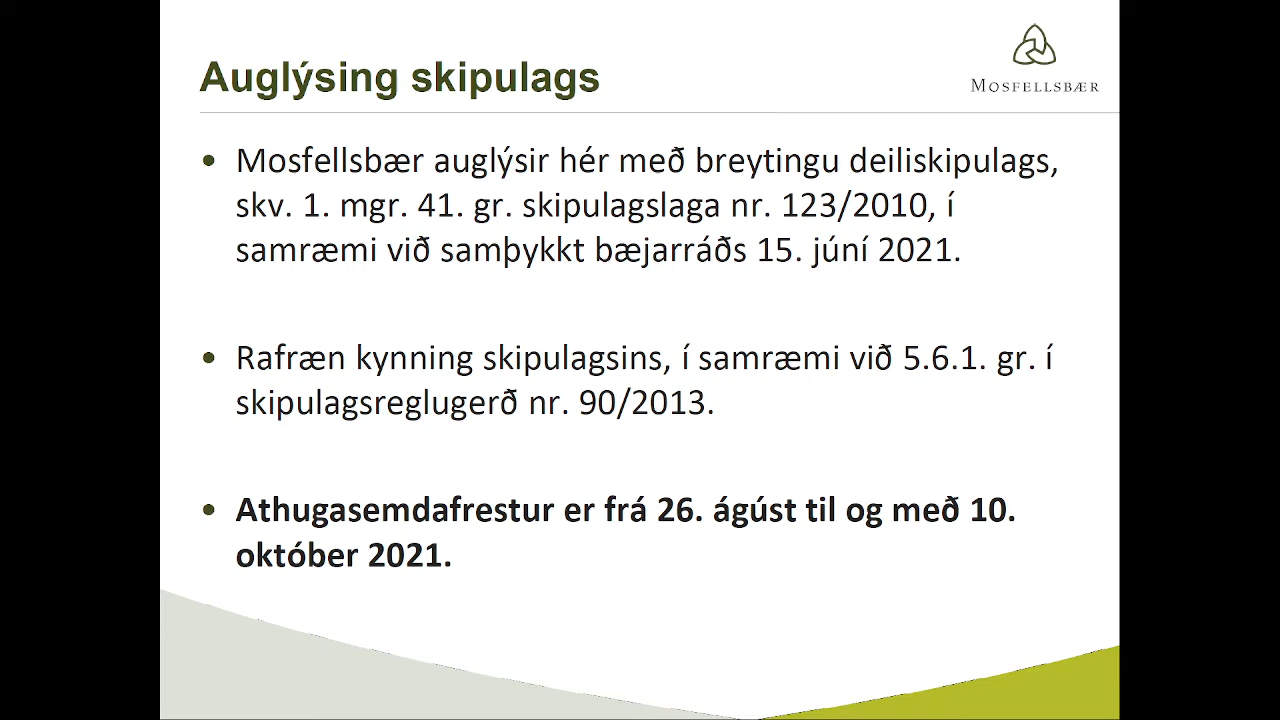 Auglýsing skipulags
MOSFELLSBÆR
• Mosfellsbær auglýsir hér með breytingu deiliskipulags,
skv. 1. mgr. 41. gr. skipulagslaga nr. 123/2010, í
samræmi við samþykkt bæjarráðs 15. júní 2021.
• Rafræn kynning skipulagsins, í samræmi við 5.6.1. gr. í
skipulagsreglugerð nr. 90/2013.
• Athugasemdafrestur er frá 26. ágúst til og með 10.
október 2021.